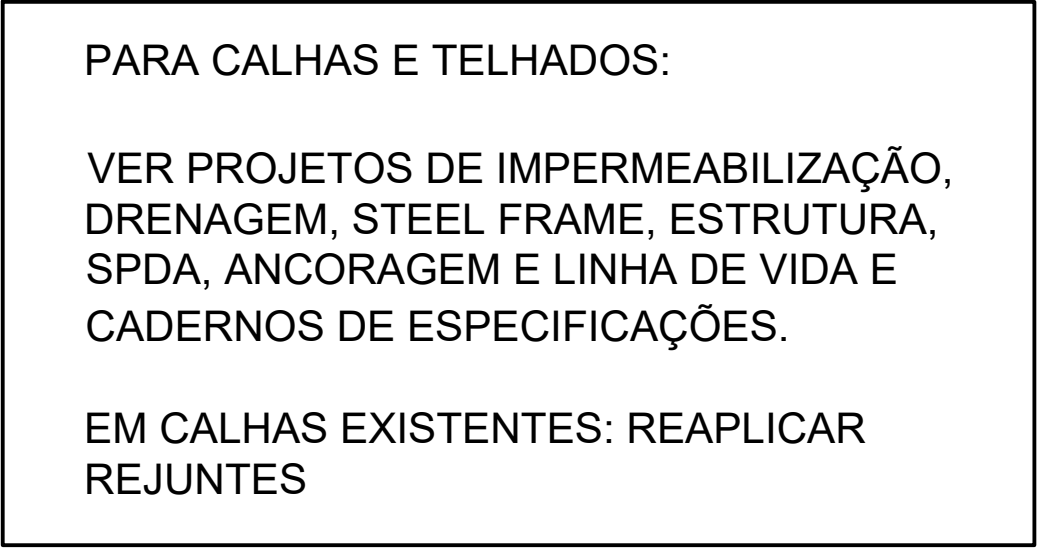 PARA CALHAS E TELHADOS:
VER PROJETOS DE IMPERMEABILIZAÇÃO,
DRENAGEM, STEEL FRAME, ESTRUTURA,
SPDA, ANCORAGEM E LINHA DE VIDA E
CADERNOS DE ESPECIFICAÇÕES.
EM CALHAS EXISTENTES: REAPLICAR
REJUNTES